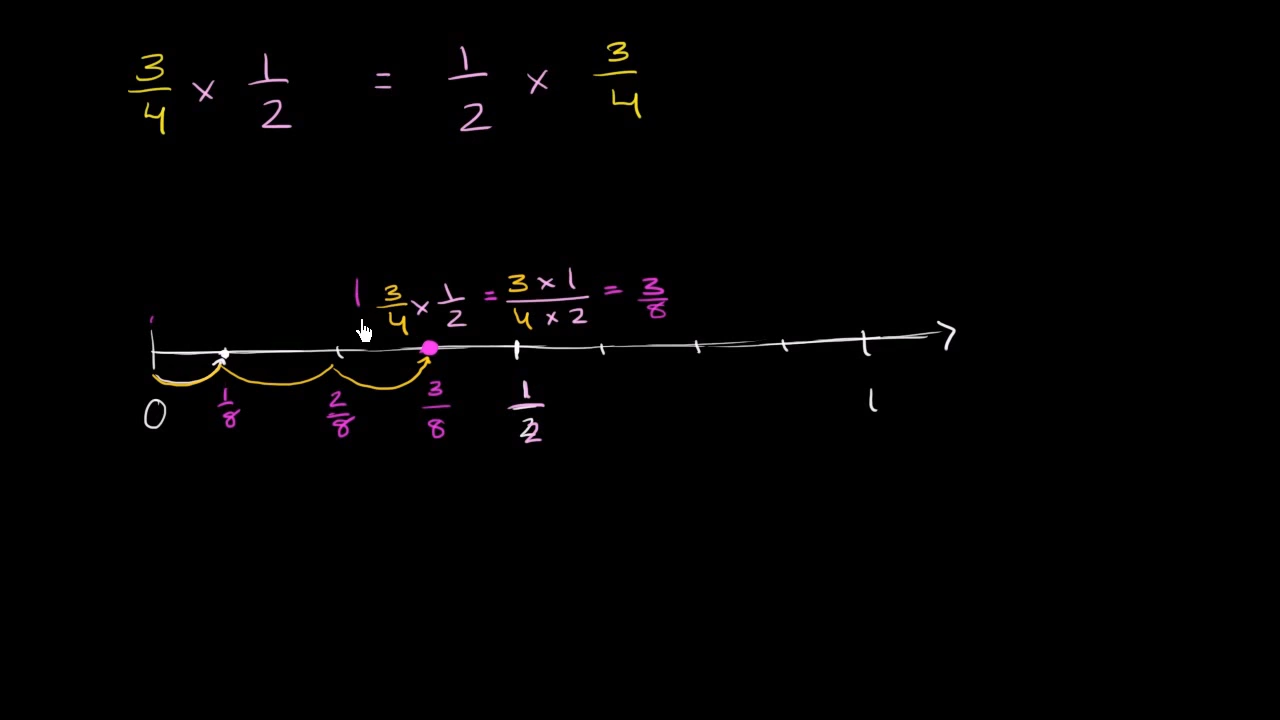 3/4 × 1/2 = 1/2 × 3/4
1 3/4 × 1/2 = 3 × 1 / 4 × 2 = 3/8
0 1/8 2/8 3/8 1/2 1